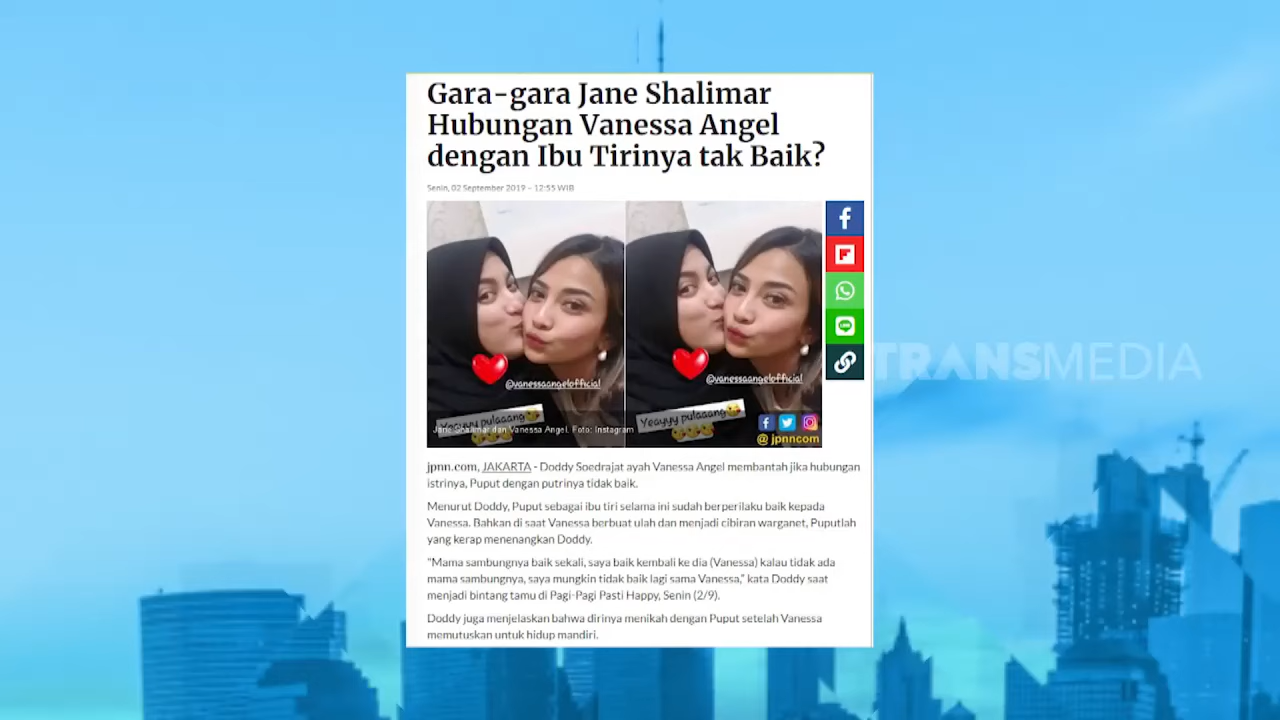 Gara-gara Jane Shalimar
Hubungan Vanessa Angel
dengan Ibu Tirinya tak Baik?
Senin, 02 September 2019 – 12:55 WIB
@vanessaangelofficial
@vanessaangelofficial
Yeayyy pulaaang
Yeayyy pulaaang
Jane Shalimar dan Vanessa Angel. Foto: Instagram
@ jpnncom
LINE
TRANSMEDIA
jpnn.com, JAKARTA - Doddy Soedrajat ayah Vanessa Angel membantah jika hubungan
istrinya, Puput dengan putrinya tidak baik.
Menurut Doddy, Puput sebagai ibu tiri selama ini sudah berperilaku baik kepada
Vanessa. Bahkan di saat Vanessa berbuat ulah dan menjadi cibiran warganet, Puputlah
yang kerap menenangkan Doddy.
"Mama sambungnya baik sekali, saya baik kembali ke dia (Vanessa) kalau tidak ada
mama sambungnya, saya mungkin tidak baik lagi sama Vanessa," kata Doddy saat
menjadi bintang tamu di Pagi-Pagi Pasti Happy, Senin (2/9).
Doddy juga menjelaskan bahwa dirinya menikah dengan Puput setelah Vanessa
memutuskan untuk hidup mandiri.